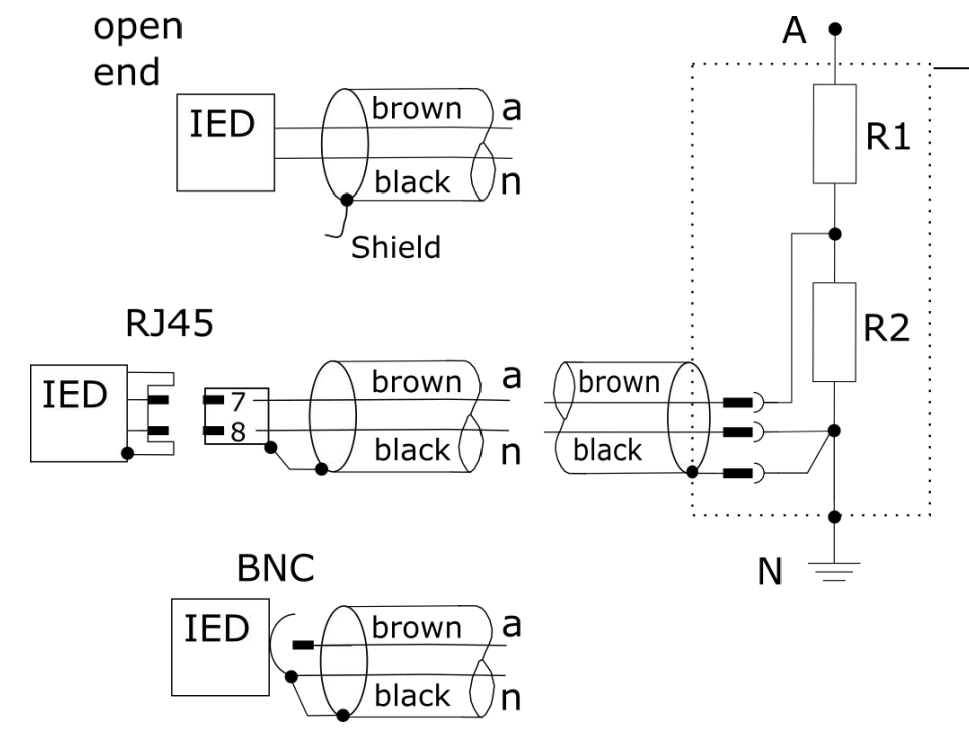 open
end
IED
brown
a
black
n
Shield
A
R1
R2
RJ45
IED
7
8
brown
a
black
n
brown
black
N
BNC
IED
brown
a
black
n